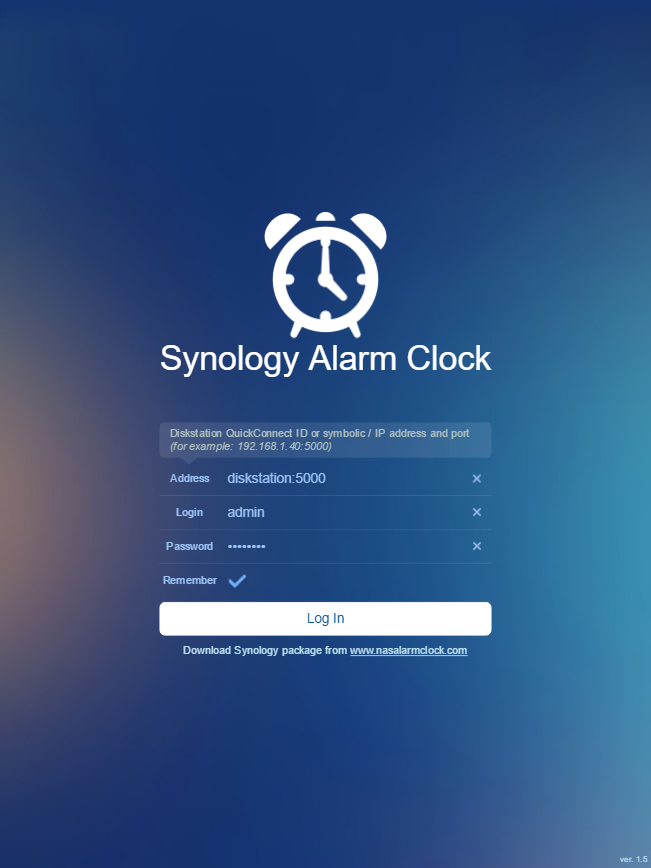 Synology Alarm Clock
Diskstation QuickConnect ID or symbolic / IP address and port
(for example: 192.168.1.40:5000)
Address diskstation:5000 ×
Login admin ×
Password •••••••• ×
Remember ✓
Log In
Download Synology package from www.nasalarmclock.com
ver. 1.5